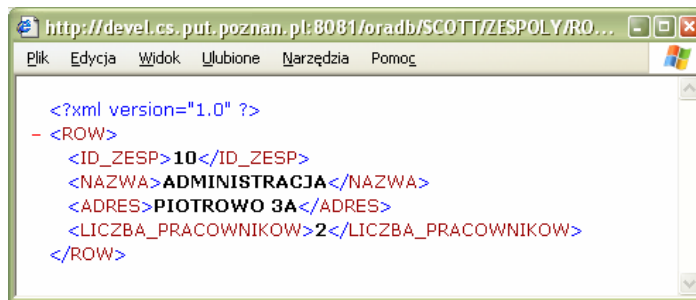 http://devel.cs.put.poznan.pl:8081/oradb/SCOTT/ZESPOLY/RO...
Plik Edycja Widok Ulubione Narzędzia Pomoc
<?xml version="1.0" ?>
- <ROW>
<ID_ZESP>10</ID_ZESP>
<NAZWA>ADMINISTRACJA</NAZWA>
<ADRES>PIOTROWO 3A</ADRES>
<LICZBA_PRACOWNIKOW>2</LICZBA_PRACOWNIKOW>
</ROW>